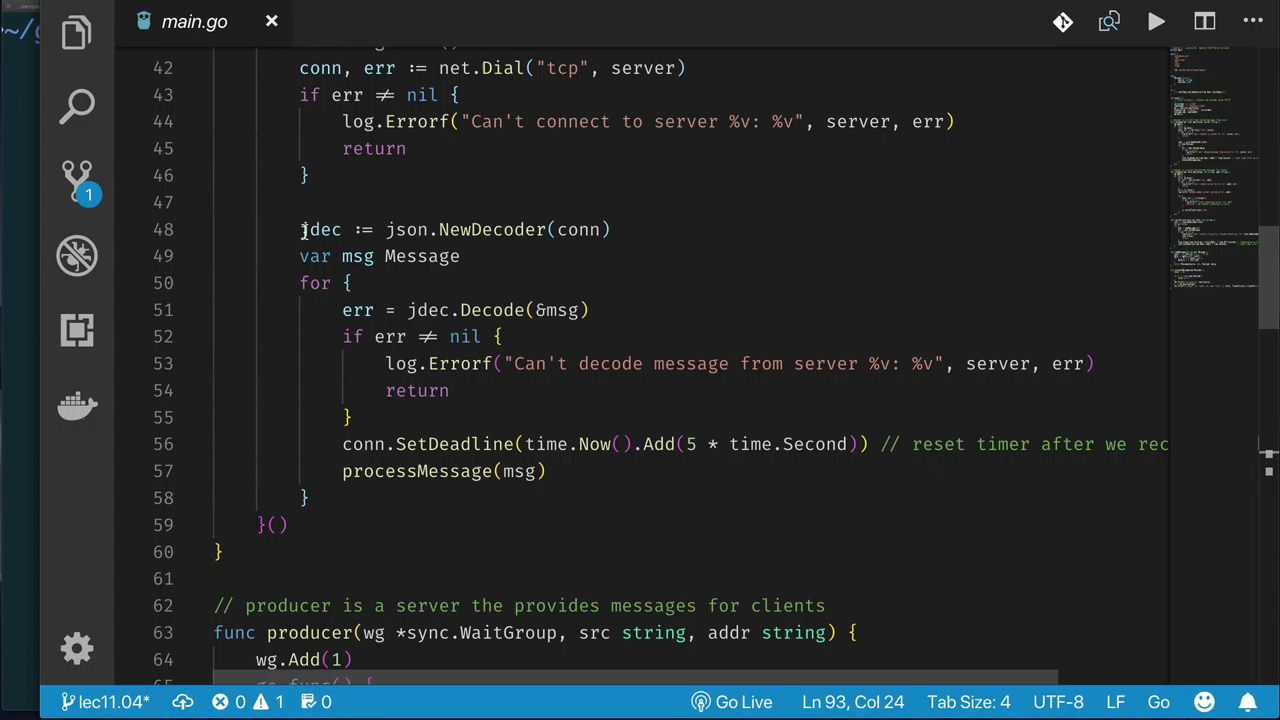 main.go
42 conn, err := net.Dial("tcp", server)
43 if err != nil {
44 log.Errorf("Can't connect to server %v: %v", server, err)
45 return
46 }
47
48 jdec := json.NewDecoder(conn)
49 var msg Message
50 for {
51 err = jdec.Decode(&msg)
52 if err != nil {
53 log.Errorf("Can't decode message from server %v: %v", server, err)
54 return
55 }
56 conn.SetDeadline(time.Now().Add(5 * time.Second)) // reset timer after we rec
57 processMessage(msg)
58 }
59 }()
60 }
61
62 // producer is a server the provides messages for clients
63 func producer(wg *sync.WaitGroup, src string, addr string) {
64 wg.Add(1)
1
lec11.04* 0 1 0 Go Live Ln 93, Col 24 Tab Size: 4 UTF-8 LF Go